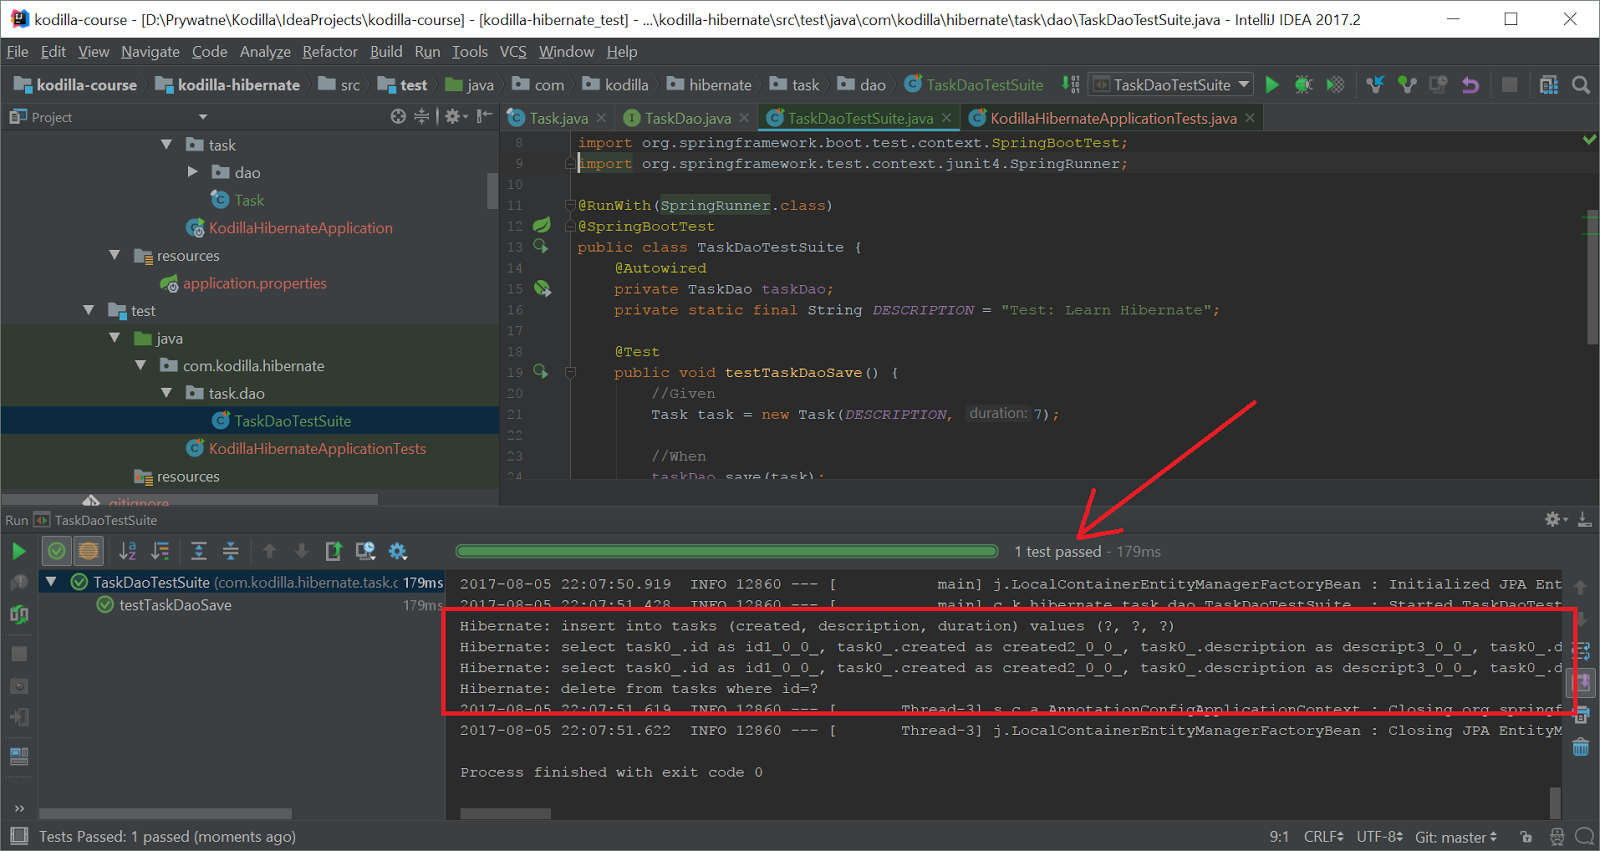 kodilla-course - [D:\Prywatne\Kodilla\IdeaProjects\kodilla-course] - [kodilla-hibernate_test] - ...\kodilla-hibernate\src\test\java\com\kodilla\hibernate\task\dao\TaskDaoTestSuite.java - IntelliJ IDEA 2017.2
File Edit View Navigate Code Analyze Refactor Build Run Tools VCS Window Help
kodilla-course kodilla-hibernate src test java com kodilla hibernate task dao TaskDaoTestSuite TaskDaoTestSuite
Project
Task.java TaskDao.java TaskDaoTestSuite.java KodillaHibernateApplicationTests.java
task
dao
Task
KodillaHibernateApplication
resources
application.properties
test
java
com.kodilla.hibernate
task.dao
TaskDaoTestSuite
KodillaHibernateApplicationTests
resources
.gitignore
8 import org.springframework.boot.test.context.SpringBootTest;
9 import org.springframework.test.context.junit4.SpringRunner;
10
11 @RunWith(SpringRunner.class)
12 @SpringBootTest
13 public class TaskDaoTestSuite {
14 @Autowired
15 private TaskDao taskDao;
16 private static final String DESCRIPTION = "Test: Learn Hibernate";
17
18 @Test
19 public void testTaskDaoSave() {
20 //Given
21 Task task = new Task(DESCRIPTION, duration: 7);
22
23 //When
24 taskDao.save(task);
Run TaskDaoTestSuite
1 test passed - 179ms
TaskDaoTestSuite (com.kodilla.hibernate.task.c 179ms
testTaskDaoSave 179ms
2017-08-05 22:07:50.919 INFO 12860 --- [ main] j.LocalContainerEntityManagerFactoryBean : Initialized JPA Ent
2017-08-05 22:07:51.428 INFO 12860 --- [ main] c.k.hibernate.task.dao.TaskDaoTestSuite : Started TaskDaoTest
Hibernate: insert into tasks (created, description, duration) values (?, ?, ?)
Hibernate: select task0_.id as id1_0_0_, task0_.created as created2_0_0_, task0_.description as descript3_0_0_, task0_.d
Hibernate: select task0_.id as id1_0_0_, task0_.created as created2_0_0_, task0_.description as descript3_0_0_, task0_.d
Hibernate: delete from tasks where id=?
2017-08-05 22:07:51.619 INFO 12860 --- [ Thread-3] s.c.a.AnnotationConfigApplicationContext : Closing org.springf
2017-08-05 22:07:51.622 INFO 12860 --- [ Thread-3] j.LocalContainerEntityManagerFactoryBean : Closing JPA EntityM
Process finished with exit code 0
Tests Passed: 1 passed (moments ago)
9:1 CRLF UTF-8 Git: master